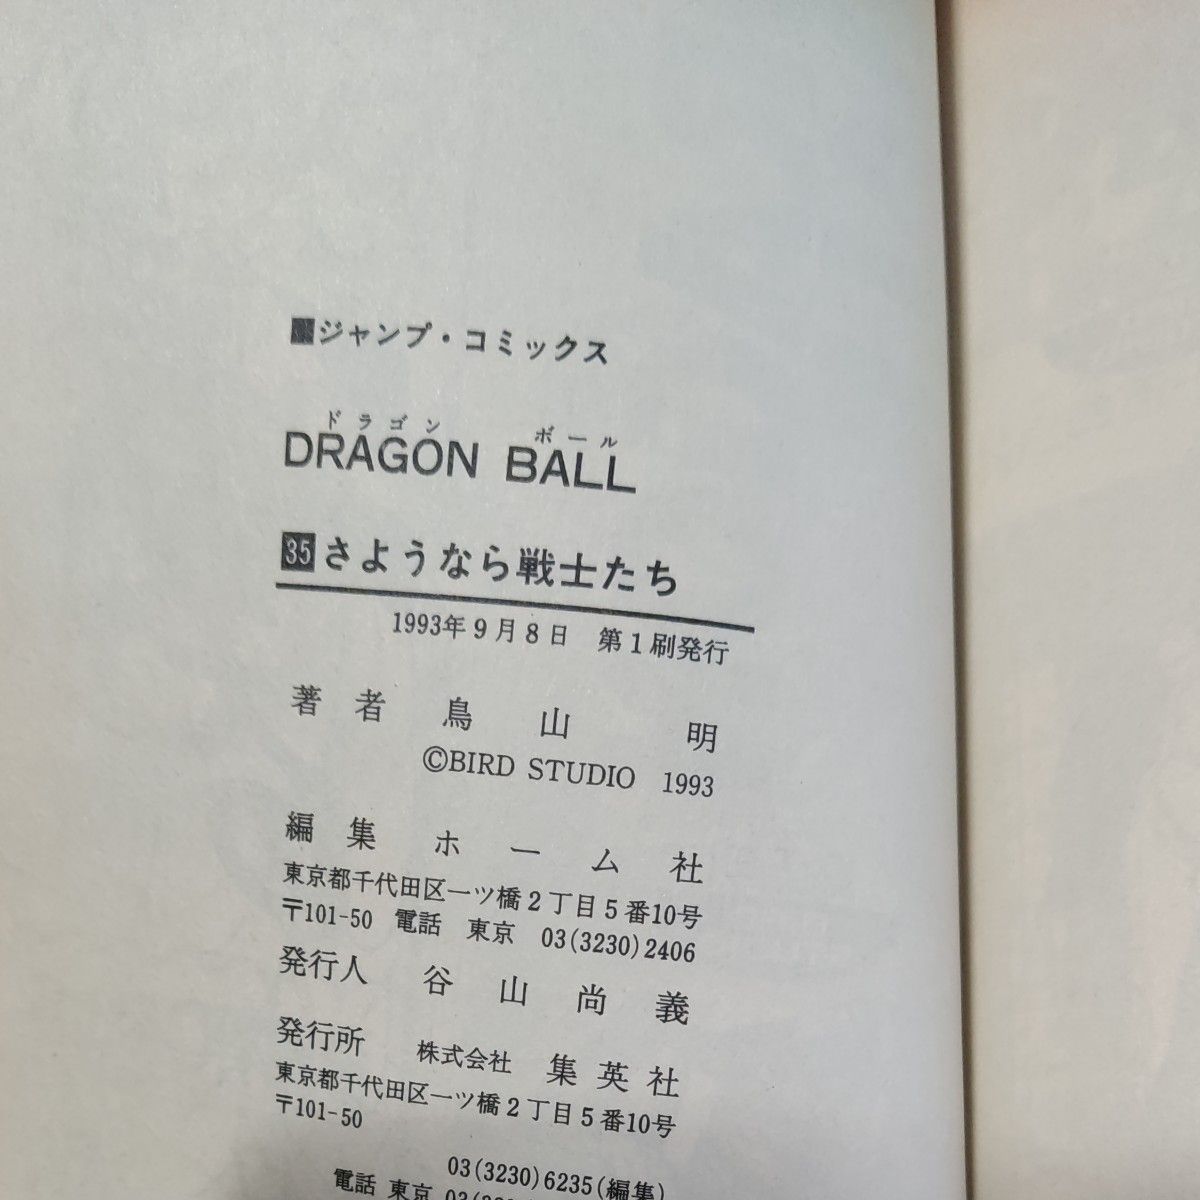 ■ジャンプ・コミックス
ドラゴン ボール
DRAGON BALL
35 さようなら戦士たち
1993年9月8日 第1刷発行
著者 鳥山 明
©BIRD STUDIO 1993
編集 ホーム社
東京都千代田区一ツ橋2丁目5番10号
〒101-50 電話 東京 03(3230)2406
発行人 谷山尚義
発行所 株式会社 集英社
東京都千代田区一ツ橋2丁目5番10号
〒101-50
03(3230)6235(編集)
電話 東京